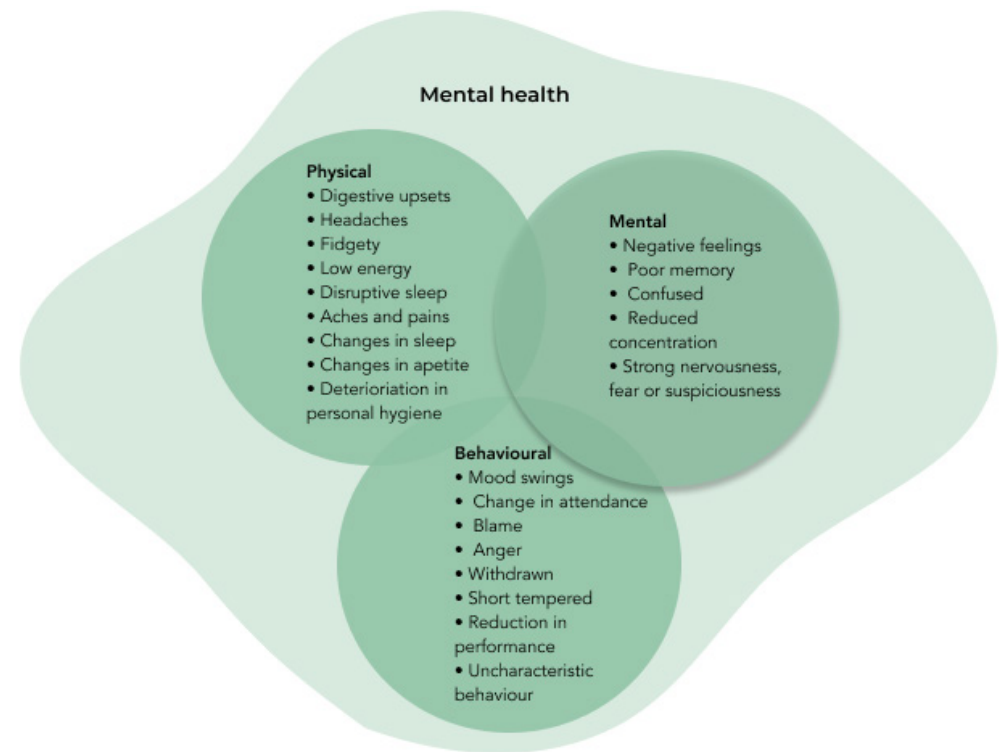 Mental health
Physical
• Digestive upsets
• Headaches
• Fidgety
• Low energy
• Disruptive sleep
• Aches and pains
• Changes in sleep
• Changes in apetite
• Deterioriation in
personal hygiene
Mental
• Negative feelings
• Poor memory
• Confused
• Reduced
concentration
• Strong nervousness,
fear or suspiciousness
Behavioural
• Mood swings
• Change in attendance
• Blame
• Anger
• Withdrawn
• Short tempered
• Reduction in
performance
• Uncharacteristic
behaviour